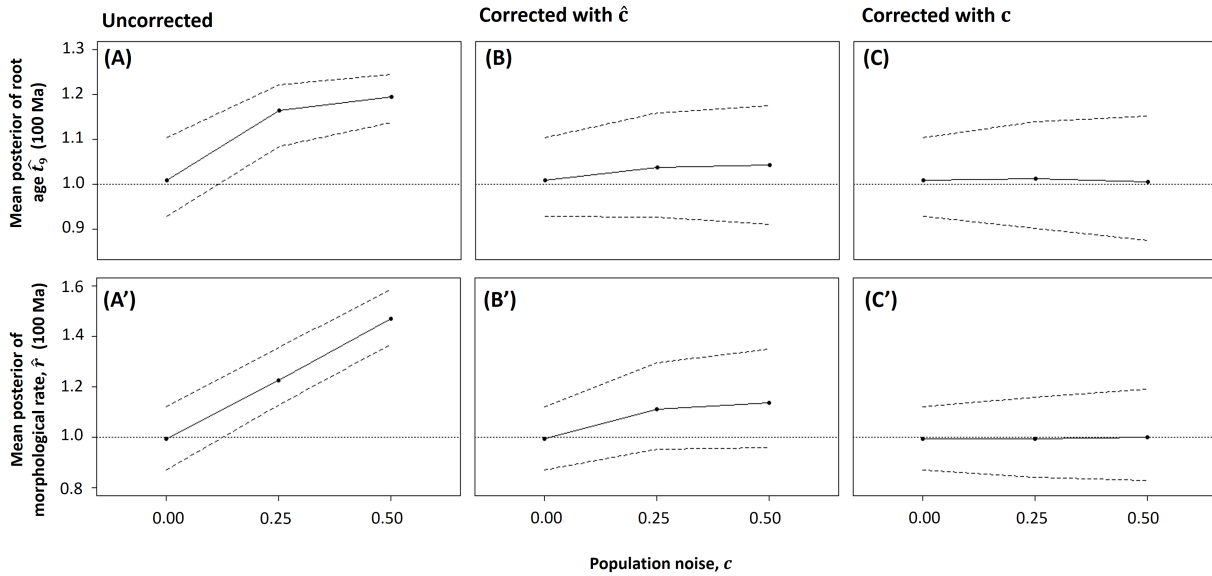 Uncorrected
Corrected with ĉ
Corrected with c
Mean posterior of root
age t̂₉ (100 Ma)
(A)
(B)
(C)
1.3
1.2
1.1
1.0
0.9
Mean posterior of
morphological rate, r̂ (100 Ma)
(A')
(B')
(C')
1.6
1.4
1.2
1.0
0.8
0.00 0.25 0.50
0.00 0.25 0.50
0.00 0.25 0.50
Population noise, c